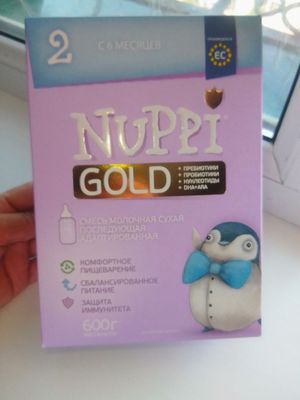 2
С 6 МЕСЯЦЕВ
ЕС
NUPPI
GOLD
• ПРЕБИОТИКИ
• ПРОБИОТИКИ
• НУКЛЕОТИДЫ
• DHA+ARA
СМЕСЬ МОЛОЧНАЯ СУХАЯ
ПОСЛЕДУЮЩАЯ
АДАПТИРОВАННАЯ
КОМФОРТНОЕ
ПИЩЕВАРЕНИЕ
СБАЛАНСИРОВАННОЕ
ПИТАНИЕ
ЗАЩИТА
ИММУНИТЕТА
600г